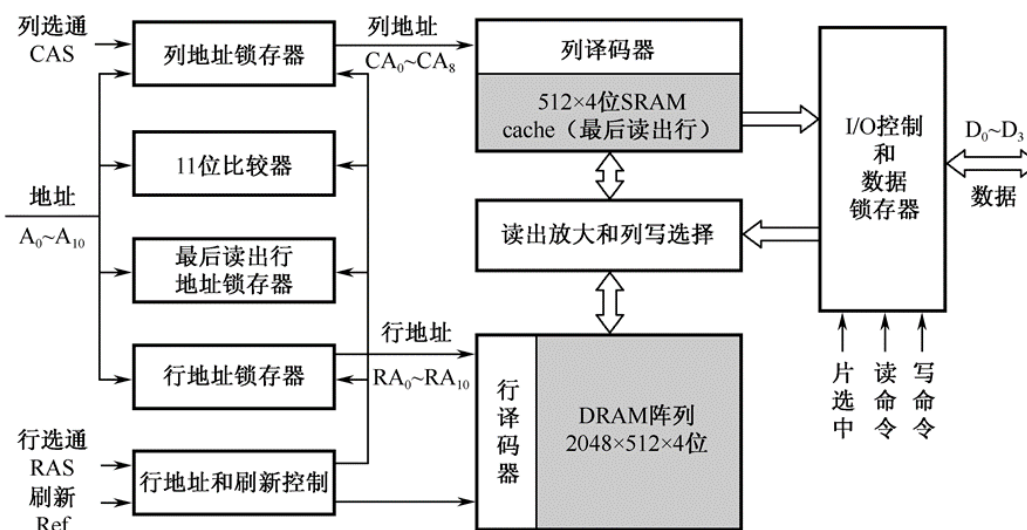 列选通
CAS
列地址锁存器
列地址
CA₀~CA₈
列译码器
512×4位SRAM
cache（最后读出行）
I/O控制
和
数据
锁存器
D₀~D₃
数据
11位比较器
地址
A₀~A₁₀
最后读出行
地址锁存器
读出放大和列写选择
行地址锁存器
行地址
RA₀~RA₁₀
行译码器
DRAM阵列
2048×512×4位
片选中
读命令
写命令
行选通
RAS
刷新
Ref
行地址和刷新控制